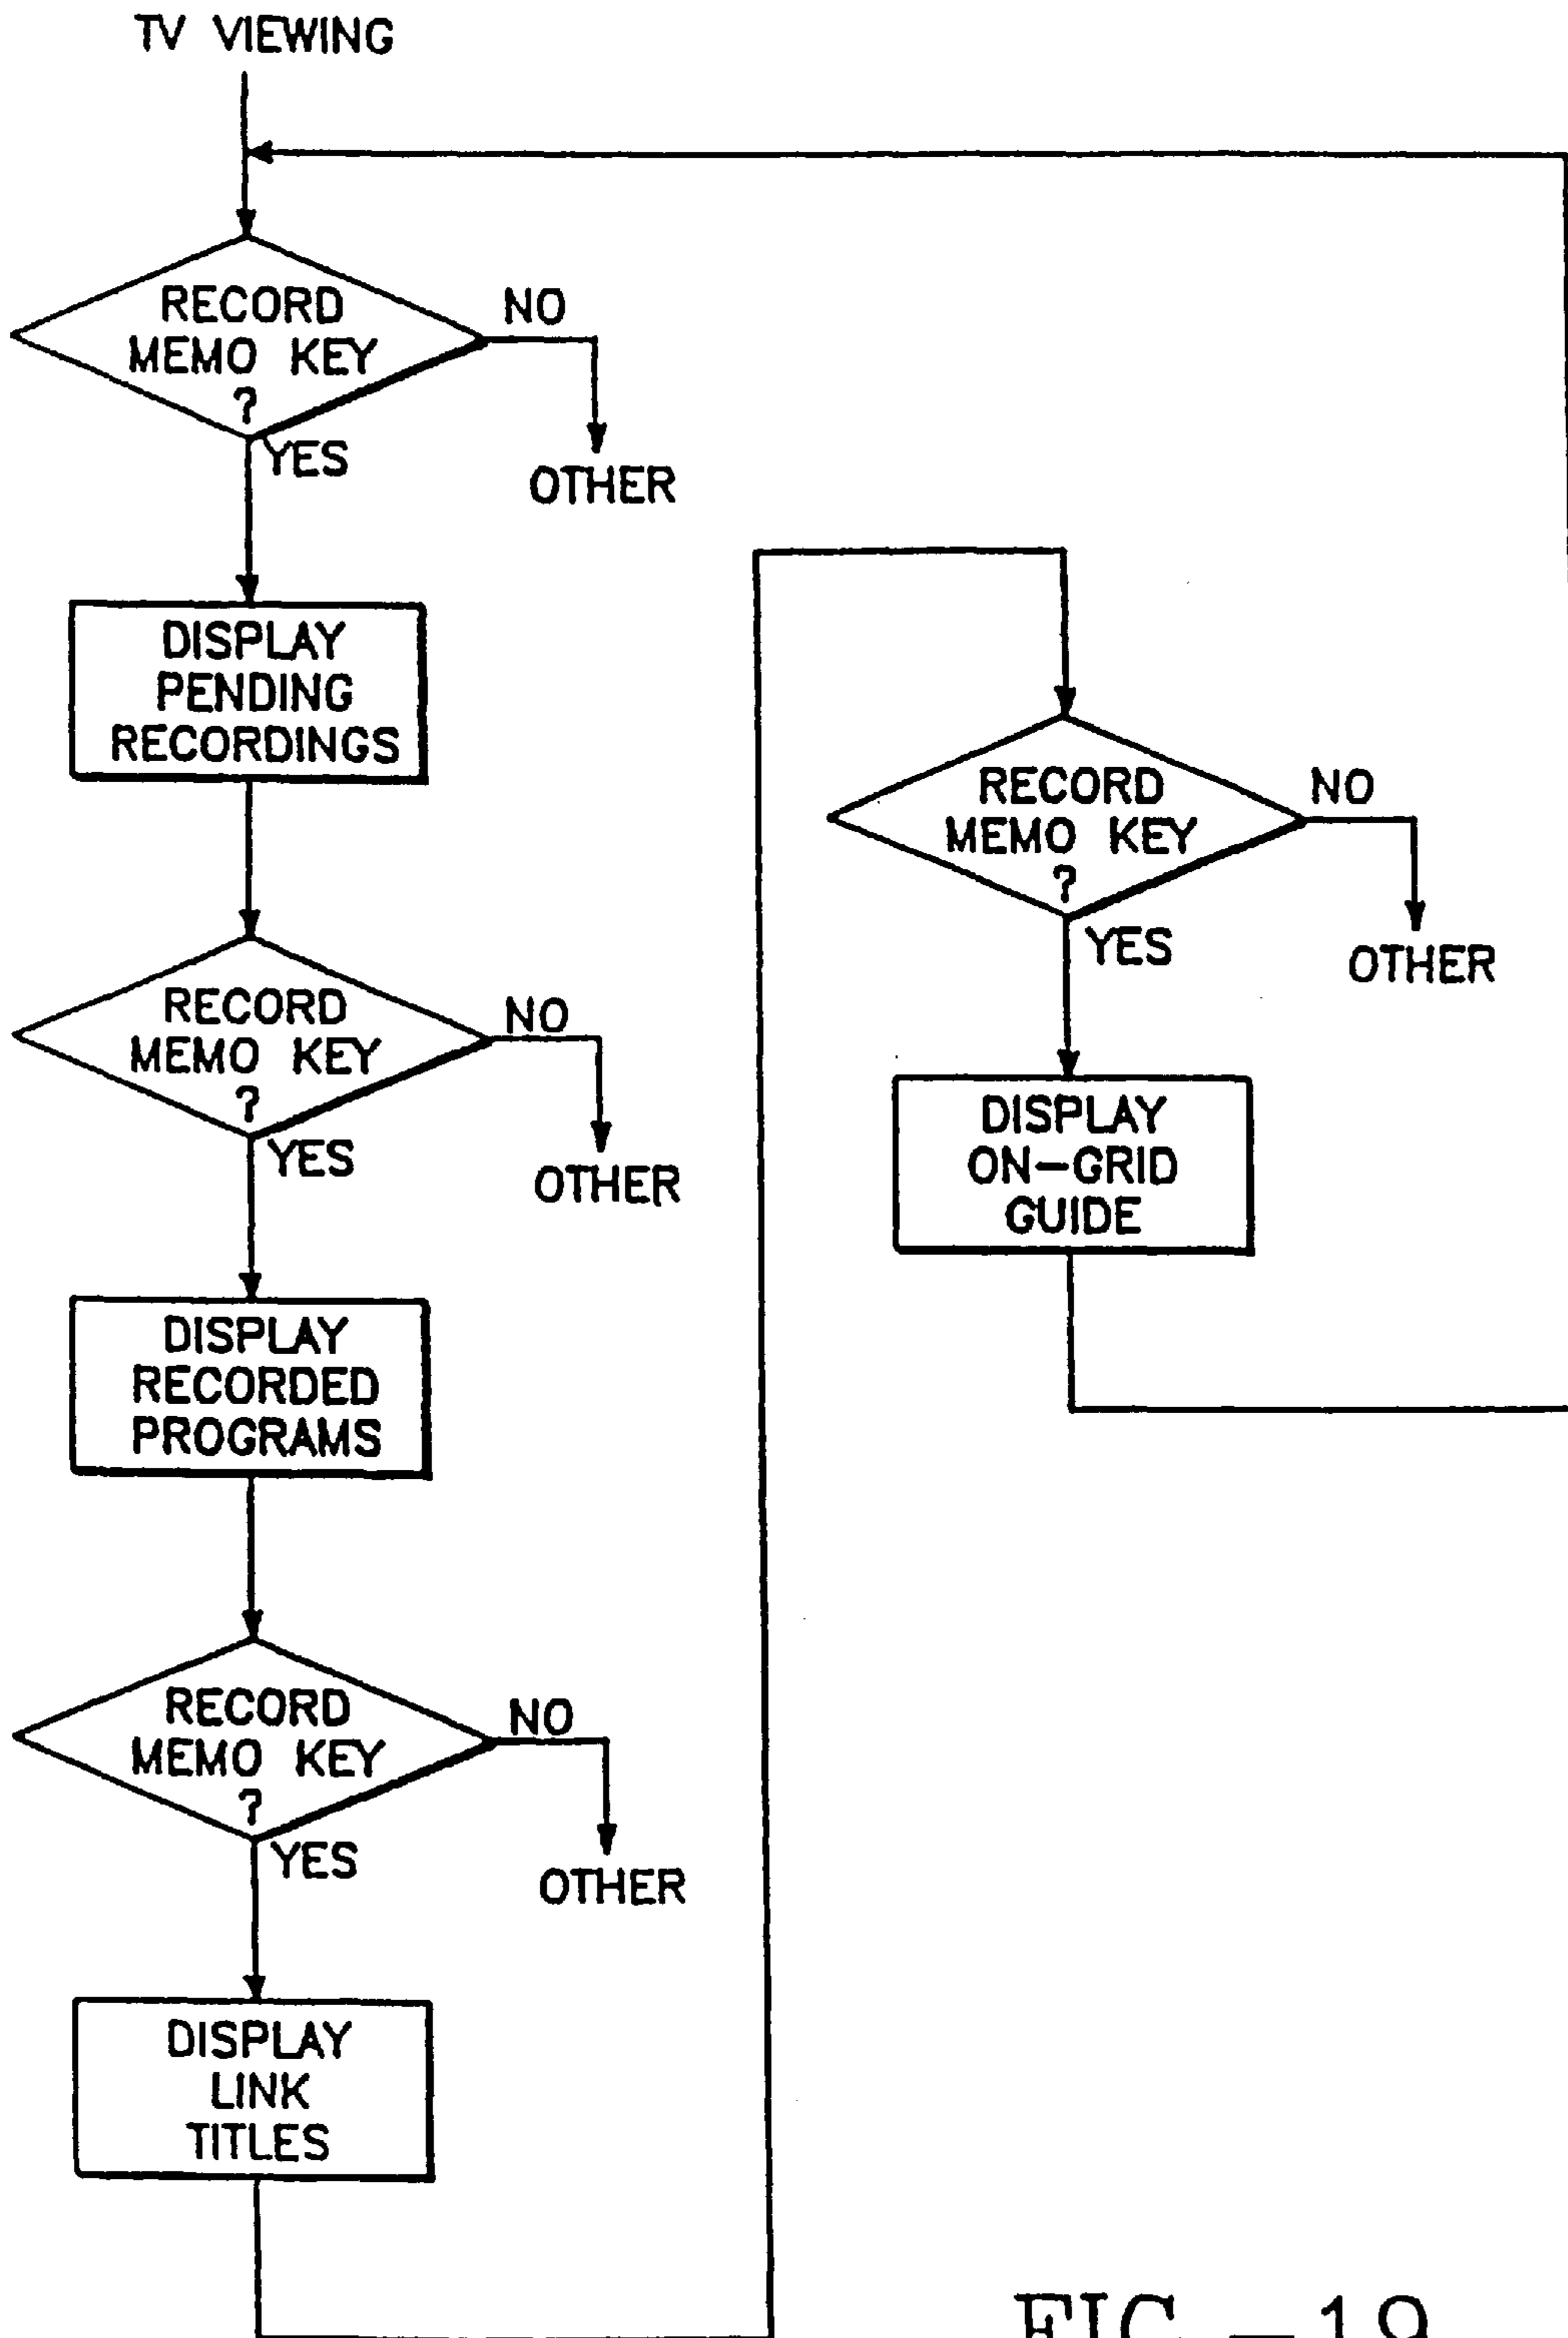 TV VIEWING
RECORD
MEMO KEY
?
NO
YES
OTHER
DISPLAY
PENDING
RECORDINGS
RECORD
MEMO KEY
?
NO
YES
OTHER
DISPLAY
RECORDED
PROGRAMS
RECORD
MEMO KEY
?
NO
YES
OTHER
DISPLAY
LINK
TITLES
RECORD
MEMO KEY
?
NO
YES
OTHER
DISPLAY
ON-GRID
GUIDE
FIG.-19